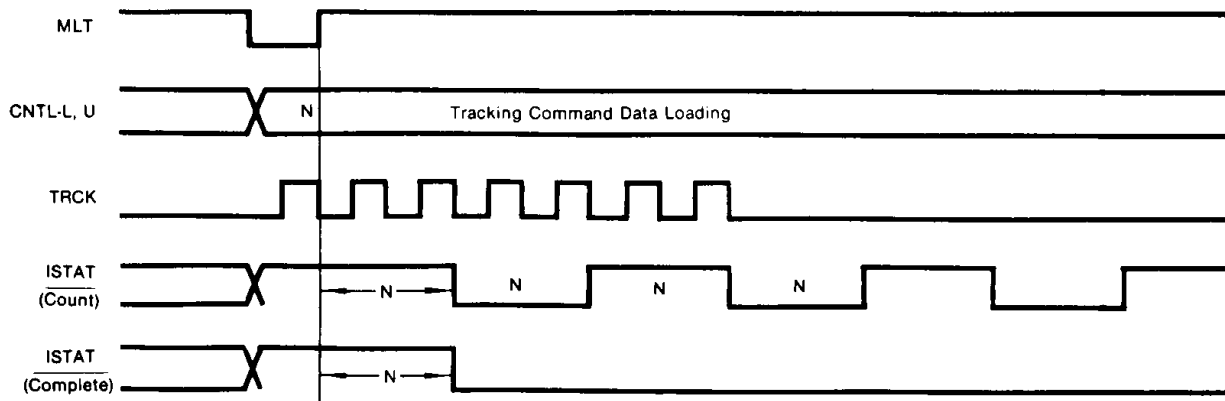 MLT
CNTL-L, U
N
Tracking Command Data Loading
TRCK
ISTAT
(Count)
N
N
N
N
ISTAT
(Complete)
N